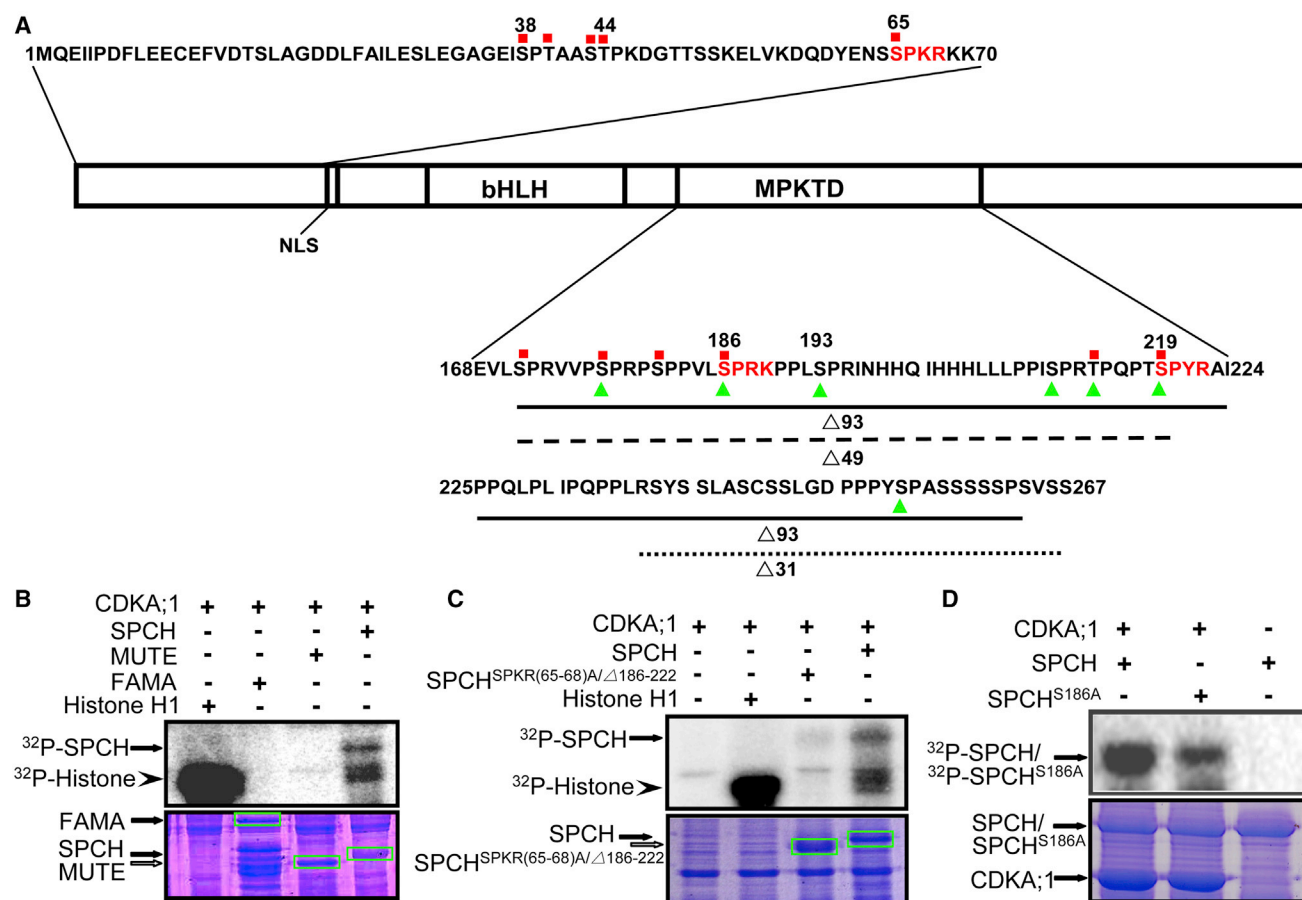 A
38 44 65
1MQEIIPDFLEECEFVDTSLAGDDLFAILESLEGAGEISPTAASTPKDGTTSSKELVKDQDYENSSPKRKK70
bHLH MPKTD
NLS
186 193 219
168EVLSPRVVPSPRPSPPVLSPRKPPLSPRINHHQ IHHHLLLPPISPRTPQPTSPYRAI224
△93
△49
225PPQLPL IPQPPLRSYS SLASCSSLGD PPPYSPASSSSSPSVSS267
△93
△31
B
CDKA;1 + + + +
SPCH - - - +
MUTE - - + -
FAMA - + - -
Histone H1 + - - -
32P-SPCH
32P-Histone
FAMA
SPCH
MUTE
C
CDKA;1 + + + +
SPCH - - - +
SPCHSPKR(65-68)A/△186-222 - - + -
Histone H1 - + - -
32P-SPCH
32P-Histone
SPCH
SPCHSPKR(65-68)A/△186-222
D
CDKA;1 + + -
SPCH + - +
SPCHS186A - + -
32P-SPCH/
32P-SPCHS186A
SPCH/
SPCHS186A
CDKA;1